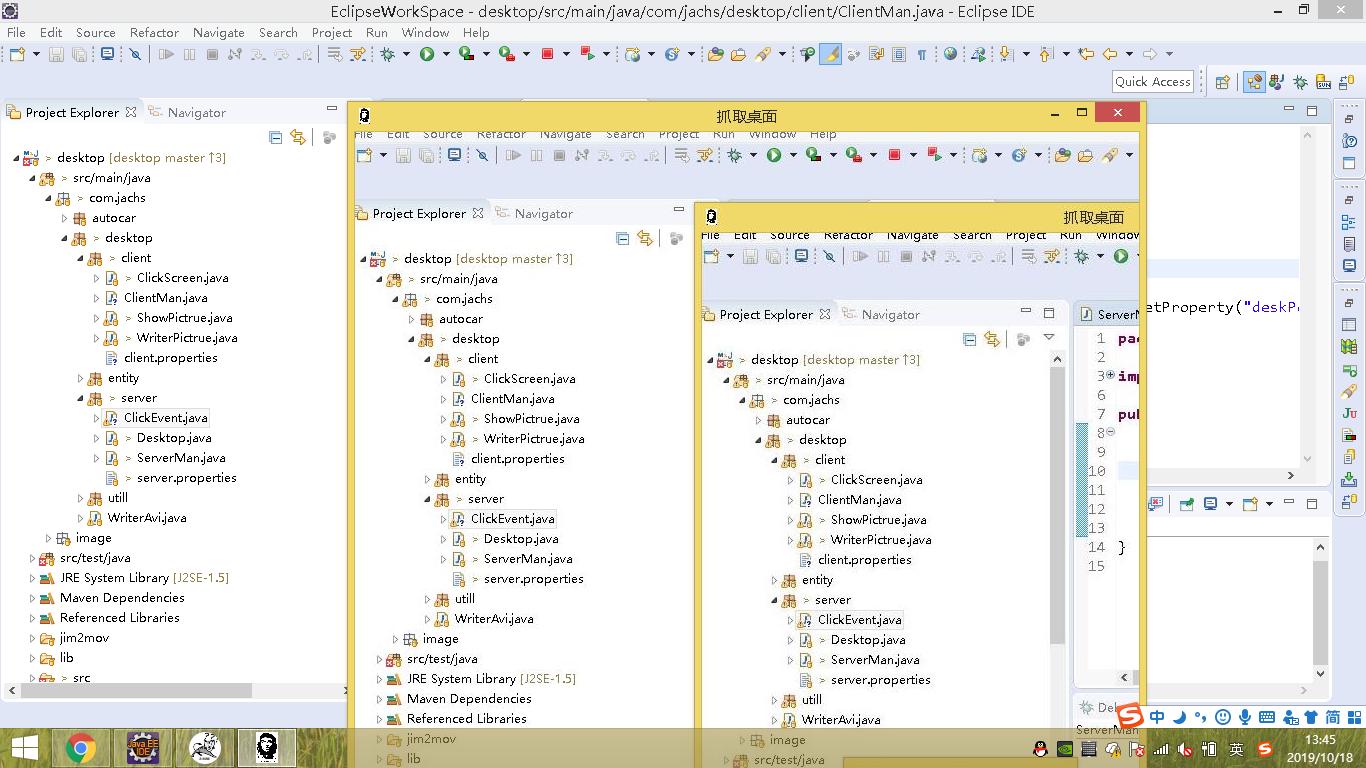 EclipseWorkSpace - desktop/src/main/java/com/jachs/desktop/client/ClientMan.java - Eclipse IDE
File Edit Source Refactor Navigate Search Project Run Window Help
Quick Access
Project Explorer Navigator
> desktop [desktop master ↑3]
> src/main/java
> com.jachs
autocar
> desktop
> client
> ClickScreen.java
ClientMan.java
> ShowPictrue.java
> WriterPictrue.java
client.properties
entity
> server
ClickEvent.java
> Desktop.java
> ServerMan.java
> server.properties
utill
WriterAvi.java
image
src/test/java
JRE System Library [J2SE-1.5]
Maven Dependencies
Referenced Libraries
jim2mov
lib
> src
抓取桌面
File Edit Source Refactor Navigate Search Project Run Window Help
Project Explorer Navigator
> desktop [desktop master ↑3]
> src/main/java
> com.jachs
autocar
> desktop
> client
> ClickScreen.java
ClientMan.java
> ShowPictrue.java
> WriterPictrue.java
client.properties
entity
> server
ClickEvent.java
> Desktop.java
> ServerMan.java
> server.properties
utill
WriterAvi.java
image
src/test/java
JRE System Library [J2SE-1.5]
Maven Dependencies
Referenced Libraries
jim2mov
lib
抓取桌面
File Edit Source Refactor Navigate Search Project Run Window
Project Explorer Navigator
> desktop [desktop master ↑3]
> src/main/java
> com.jachs
autocar
> desktop
> client
> ClickScreen.java
ClientMan.java
> ShowPictrue.java
> WriterPictrue.java
client.properties
entity
> server
ClickEvent.java
> Desktop.java
> ServerMan.java
> server.properties
utill
WriterAvi.java
image
src/test/java
ServerM
1 pac
2
3 imp
6
7 pub
8
9
10
11
12
13
14 }
15
De
ServerMan
etProperty("deskP
中 简
英
13:45
2019/10/18